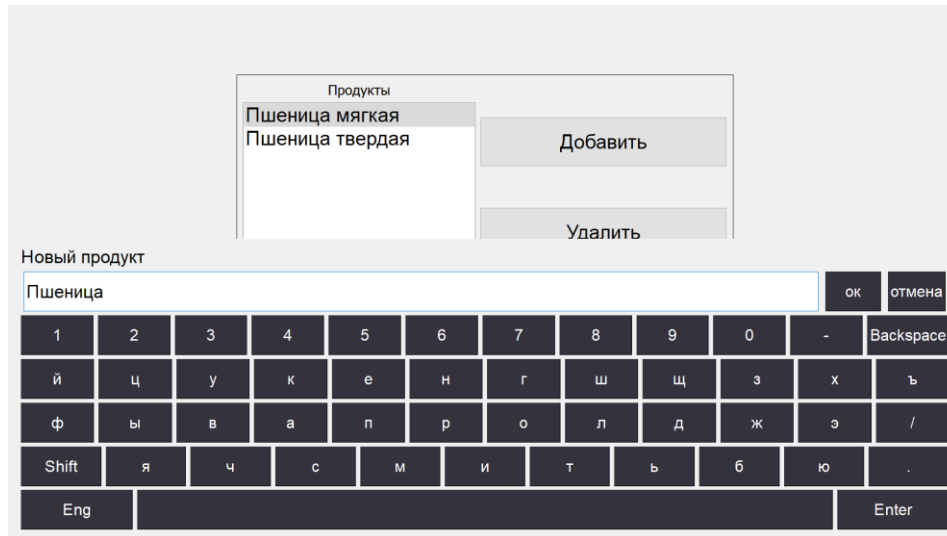 Продукты
Пшеница мягкая
Пшеница твердая
Добавить
Удалить
Новый продукт
Пшеница
ок отмена
1 2 3 4 5 6 7 8 9 0 - Backspace
й ц у к е н г ш щ з х ъ
ф ы в а п р о л д ж э /
Shift я ч с м и т ь б ю .
Eng Enter